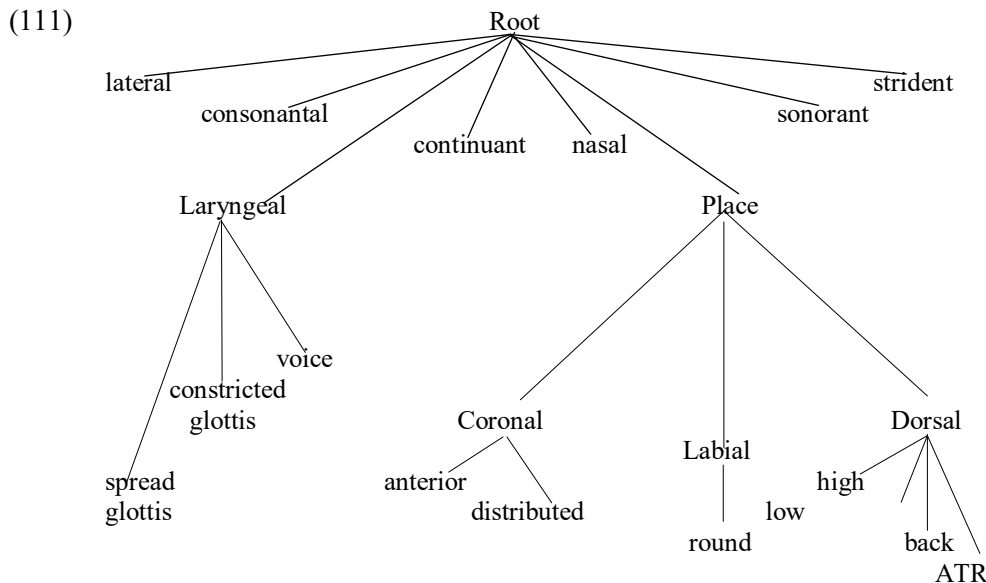 (111)
Root
lateral
strident
consonantal
sonorant
continuant
nasal
Laryngeal
Place
voice
constricted
glottis
Coronal
Labial
Dorsal
spread
glottis
anterior
high
distributed
low
round
back
ATR